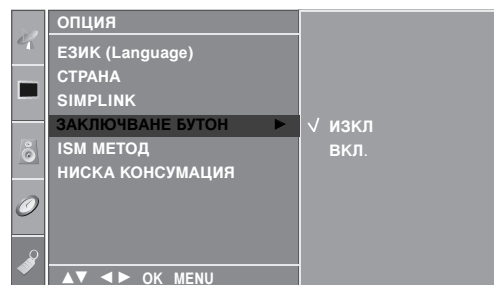 ОПЦИЯ
ЕЗИК (Language)
СТРАНА
SIMPLINK
ЗАКЛЮЧВАНЕ БУТОН ►
√ ИЗКЛ
ВКЛ.
ISM МЕТОД
НИСКА КОНСУМАЦИЯ
▲▼ ◄► OK MENU